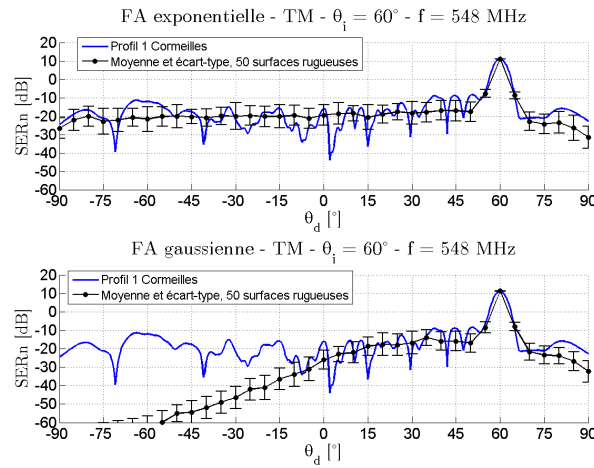 FA exponentielle - TM - θi = 60° - f = 548 MHz
Profil 1 Cormeilles
Moyenne et écart-type, 50 surfaces rugueuses
SERn [dB]
20
10
0
-10
-20
-30
-40
-50
-60
-90 -75 -60 -45 -30 -15 0 15 30 45 60 75 90
θd [°]
FA gaussienne - TM - θi = 60° - f = 548 MHz
Profil 1 Cormeilles
Moyenne et écart-type, 50 surfaces rugueuses
SERn [dB]
20
10
0
-10
-20
-30
-40
-50
-60
-90 -75 -60 -45 -30 -15 0 15 30 45 60 75 90
θd [°]